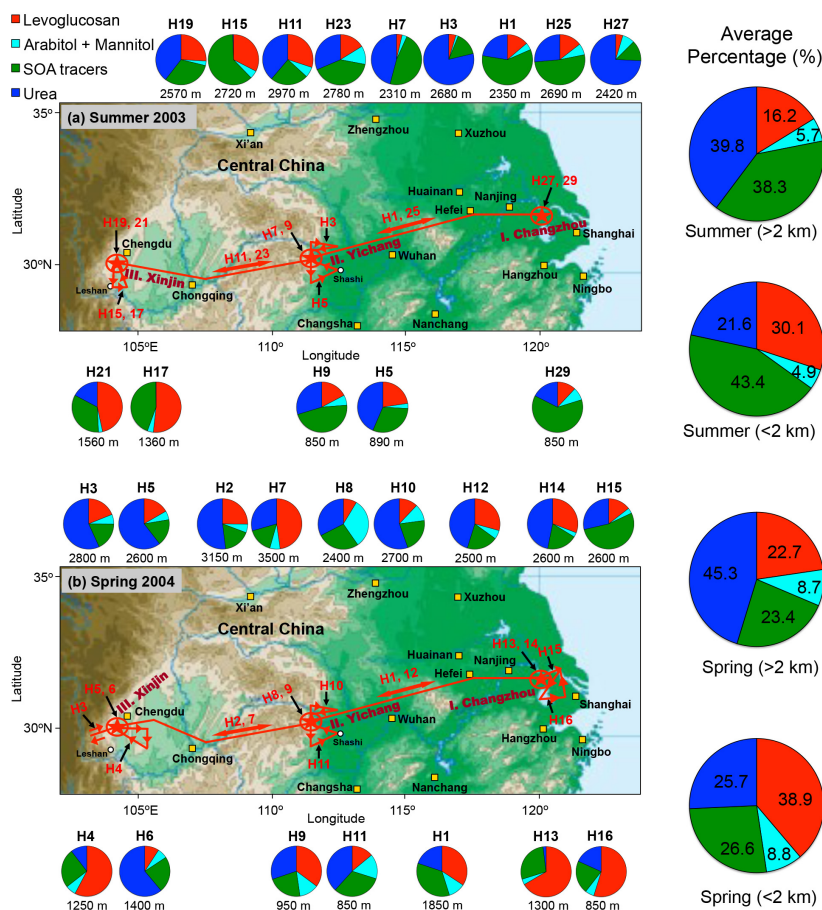 Levoglucosan
Arabitol + Mannitol
SOA tracers
Urea
H19 H15 H11 H23 H7 H3 H1 H25 H27
2570 m 2720 m 2970 m 2780 m 2310 m 2680 m 2350 m 2690 m 2420 m
Average
Percentage (%)
16.2
5.7
38.3
39.8
Summer (>2 km)
30.1
4.9
43.4
21.6
Summer (<2 km)
(a) Summer 2003
35°
30°N
Latitude
Xi'an
Zhengzhou
Xuzhou
Central China
Huainan
Nanjing
Hefei
H27, 29
H1, 25
H3
H7, 9
H19, 21
Chengdu
I. Changzhou
Shanghai
II. Yichang
H11, 23
Wuhan
III. Xinjin
Shashi
Hangzhou
Leshan
Chongqing
H5
Ningbo
H15, 17
Changsha
Nanchang
105°E 110° 115° 120°
Longitude
H21 H17 H9 H5 H29
1560 m 1360 m 850 m 890 m 850 m
H3 H5 H2 H7 H8 H10 H12 H14 H15
2800 m 2600 m 3150 m 3500 m 2400 m 2700 m 2500 m 2600 m 2600 m
22.7
8.7
23.4
45.3
Spring (>2 km)
38.9
8.8
26.6
25.7
Spring (<2 km)
(b) Spring 2004
35°
30°N
Latitude
Xi'an
Zhengzhou
Xuzhou
Central China
Huainan
Nanjing
Hefei
H13, 14
H15
H1, 12
H10
H8, 9
H5, 6
III. Xinjin
H3
Chengdu
I. Changzhou
Shanghai
II. Yichang
H2, 7
Wuhan
H16
Shashi
Hangzhou
Leshan
Chongqing
H4
H11
Ningbo
Changsha
Nanchang
105°E 110° 115° 120°
Longitude
H4 H6 H9 H11 H1 H13 H16
1250 m 1400 m 950 m 850 m 1850 m 1300 m 850 m